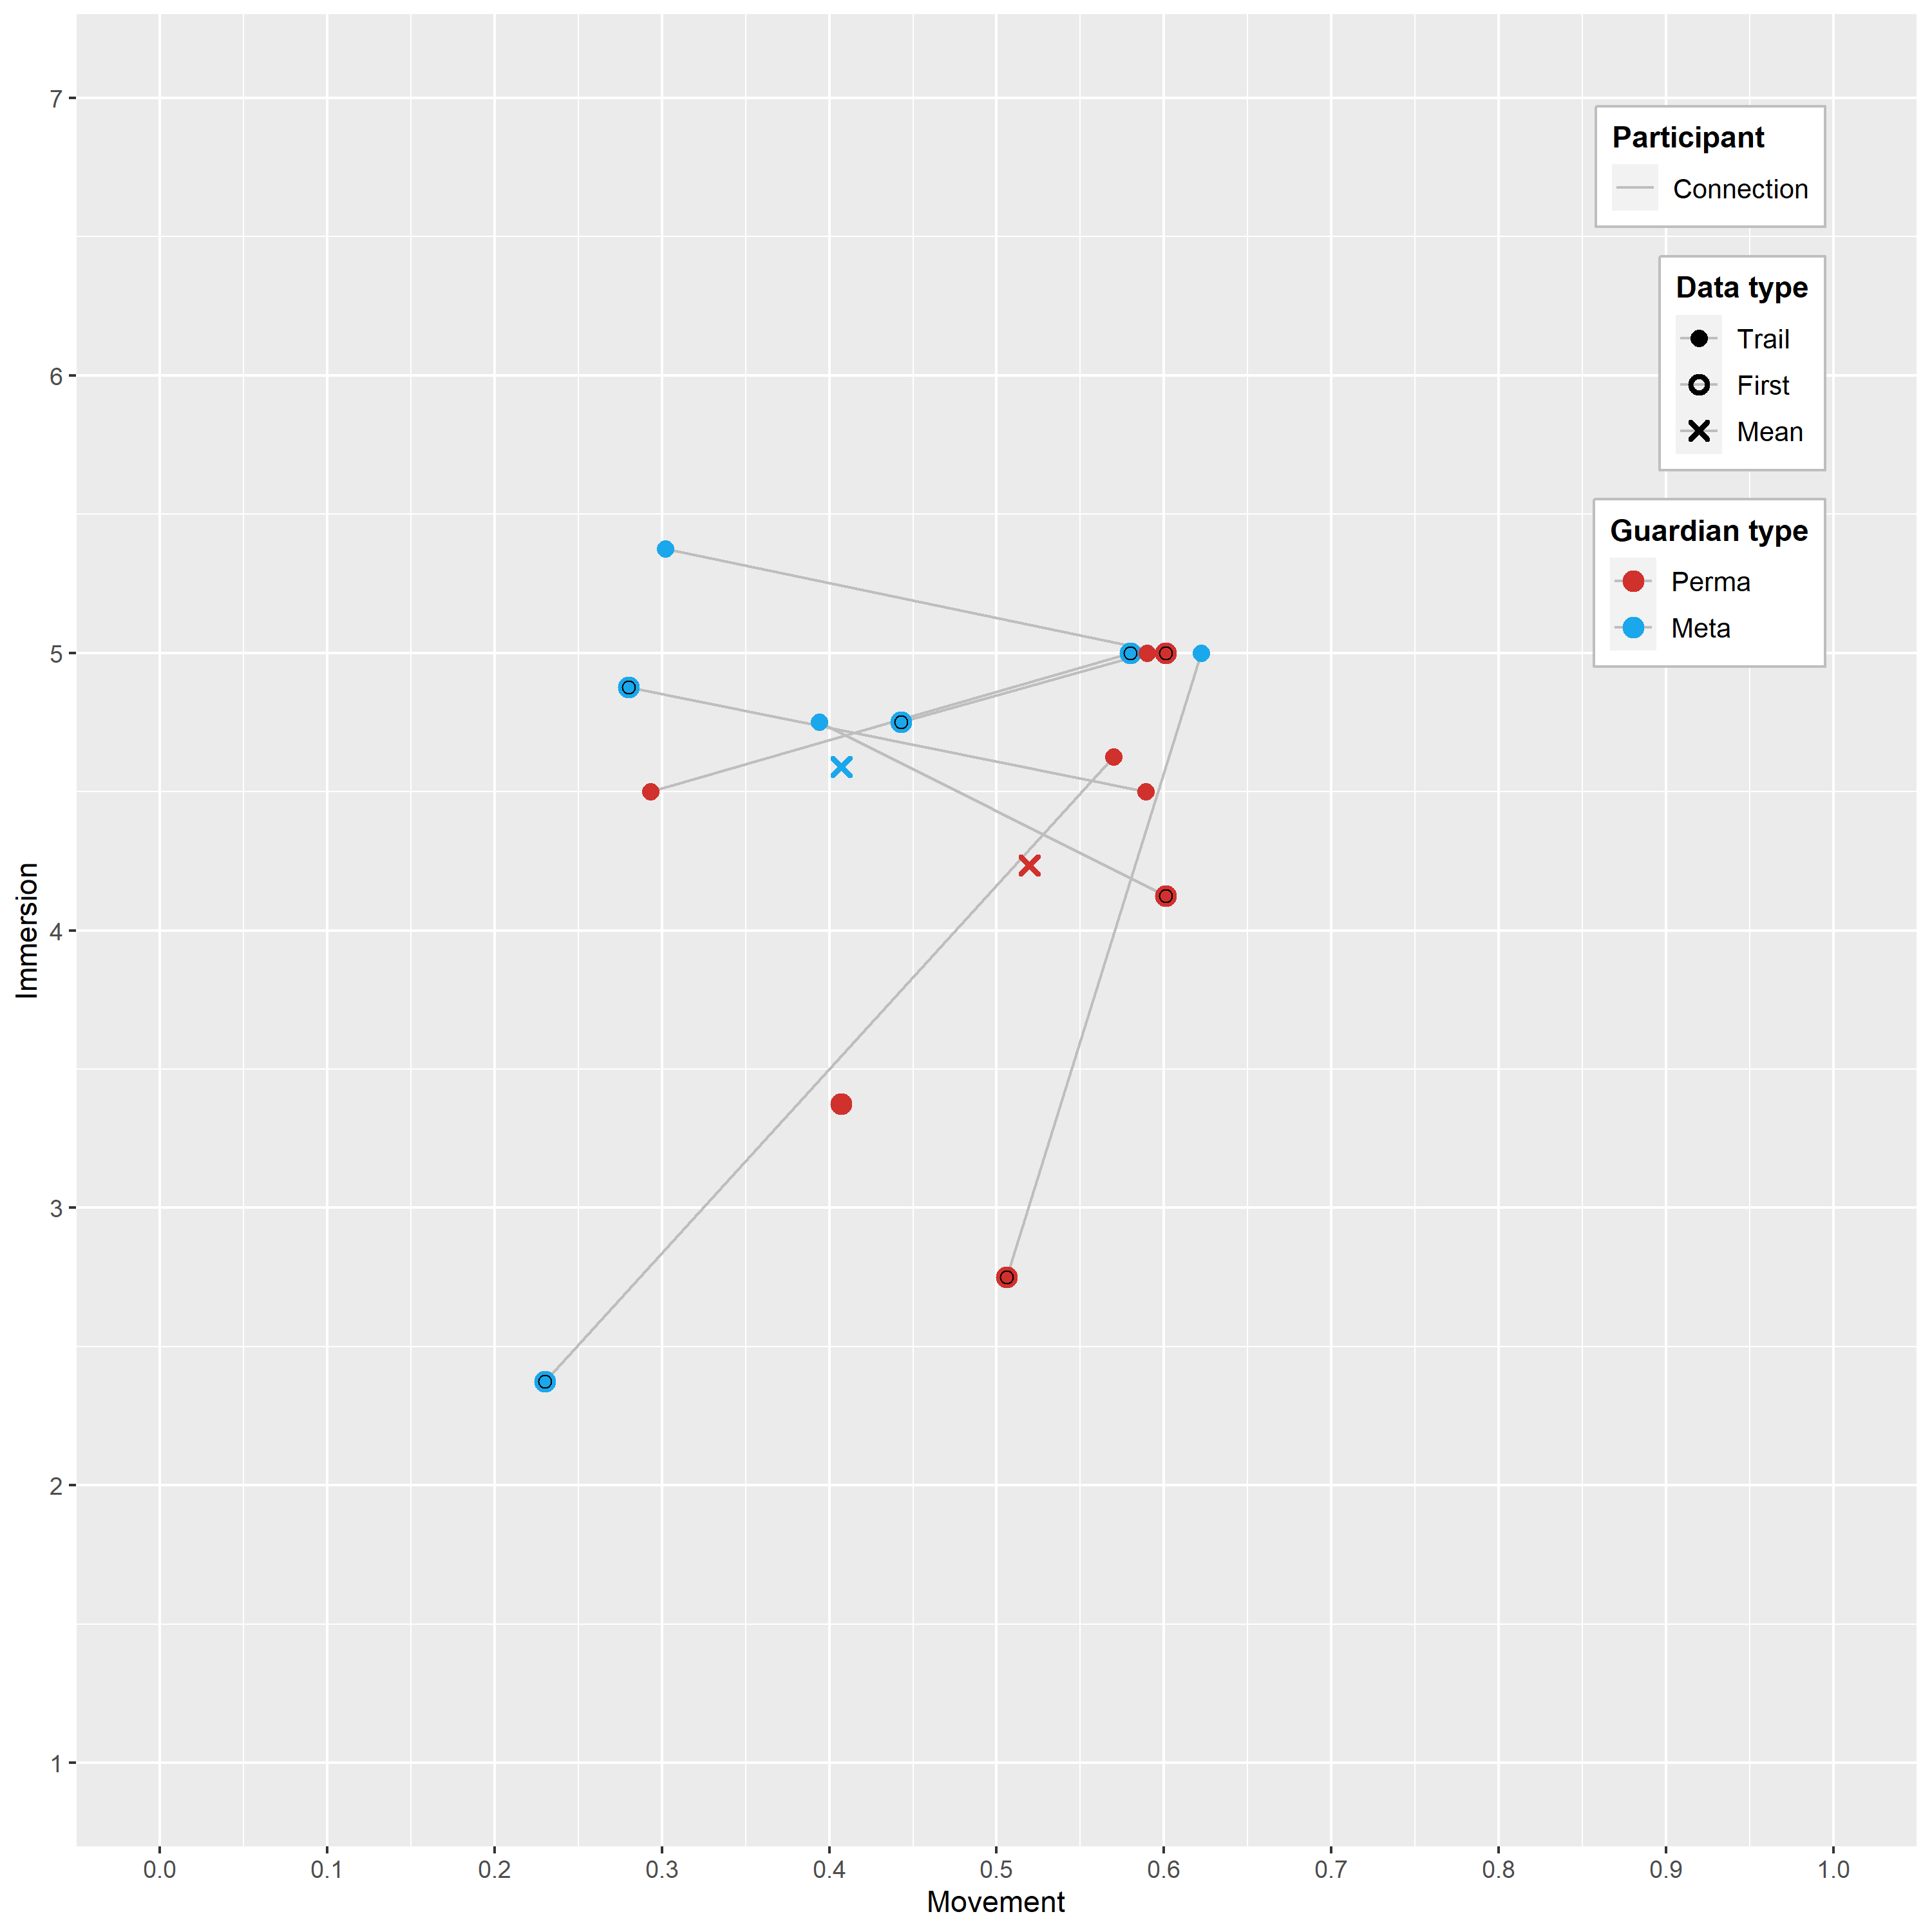 7
6
5
4
3
2
1
Immersion
0.0 0.1 0.2 0.3 0.4 0.5 0.6 0.7 0.8 0.9 1.0
Movement
Participant
Connection
Data type
Trail
First
Mean
Guardian type
Perma
Meta